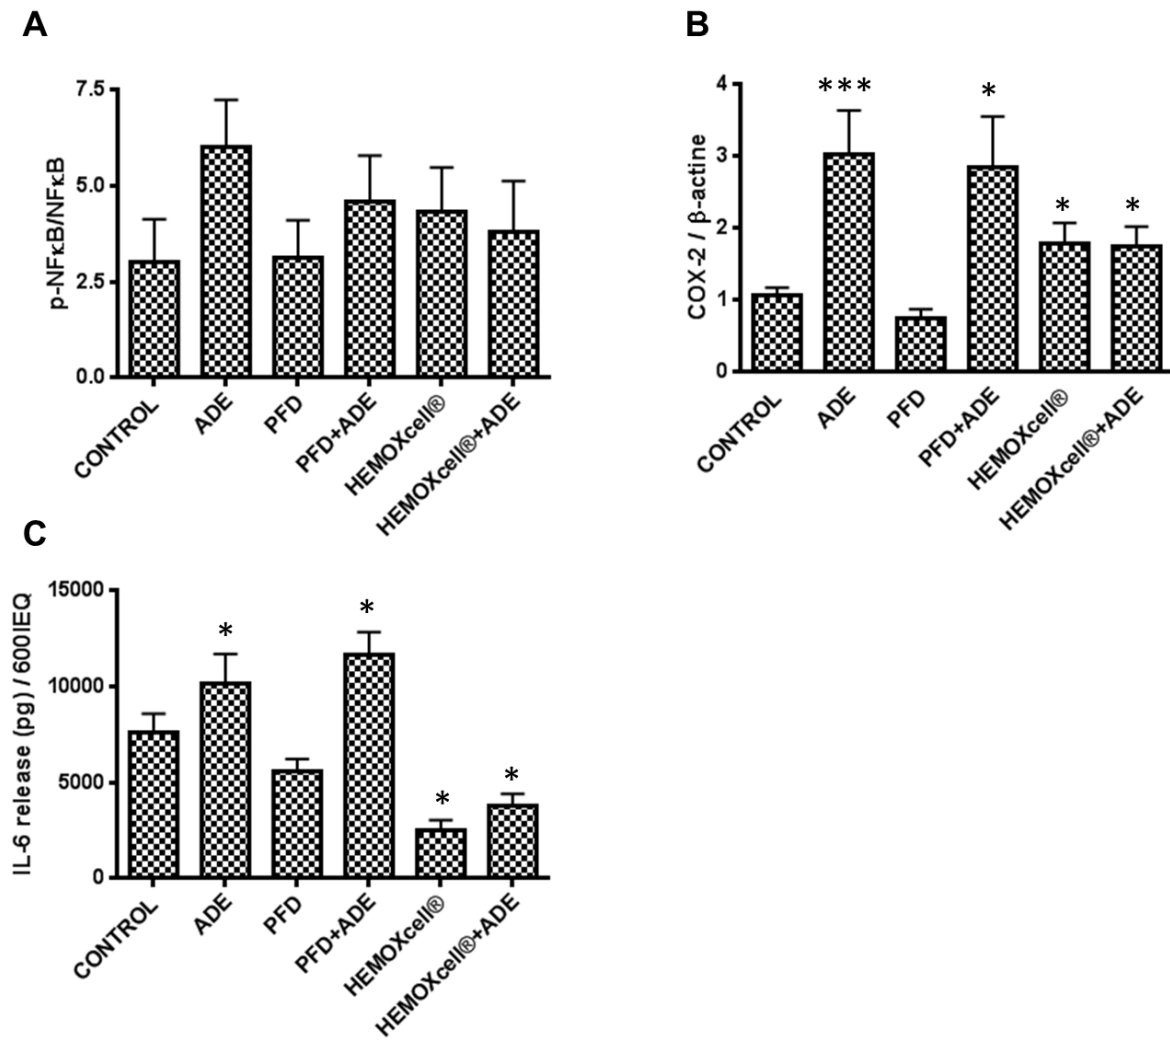 A
p-NFκB/NFκB
7.5
5.0
2.5
0.0
CONTROL
ADE
PFD
PFD+ADE
HEMOXcell®
HEMOXcell®+ADE
B
COX-2 / β-actine
4
3
2
1
0
***
*
*
*
CONTROL
ADE
PFD
PFD+ADE
HEMOXcell®
HEMOXcell®+ADE
C
IL-6 release (pg) / 600IEQ
15000
10000
5000
0
*
*
*
*
CONTROL
ADE
PFD
PFD+ADE
HEMOXcell®
HEMOXcell®+ADE